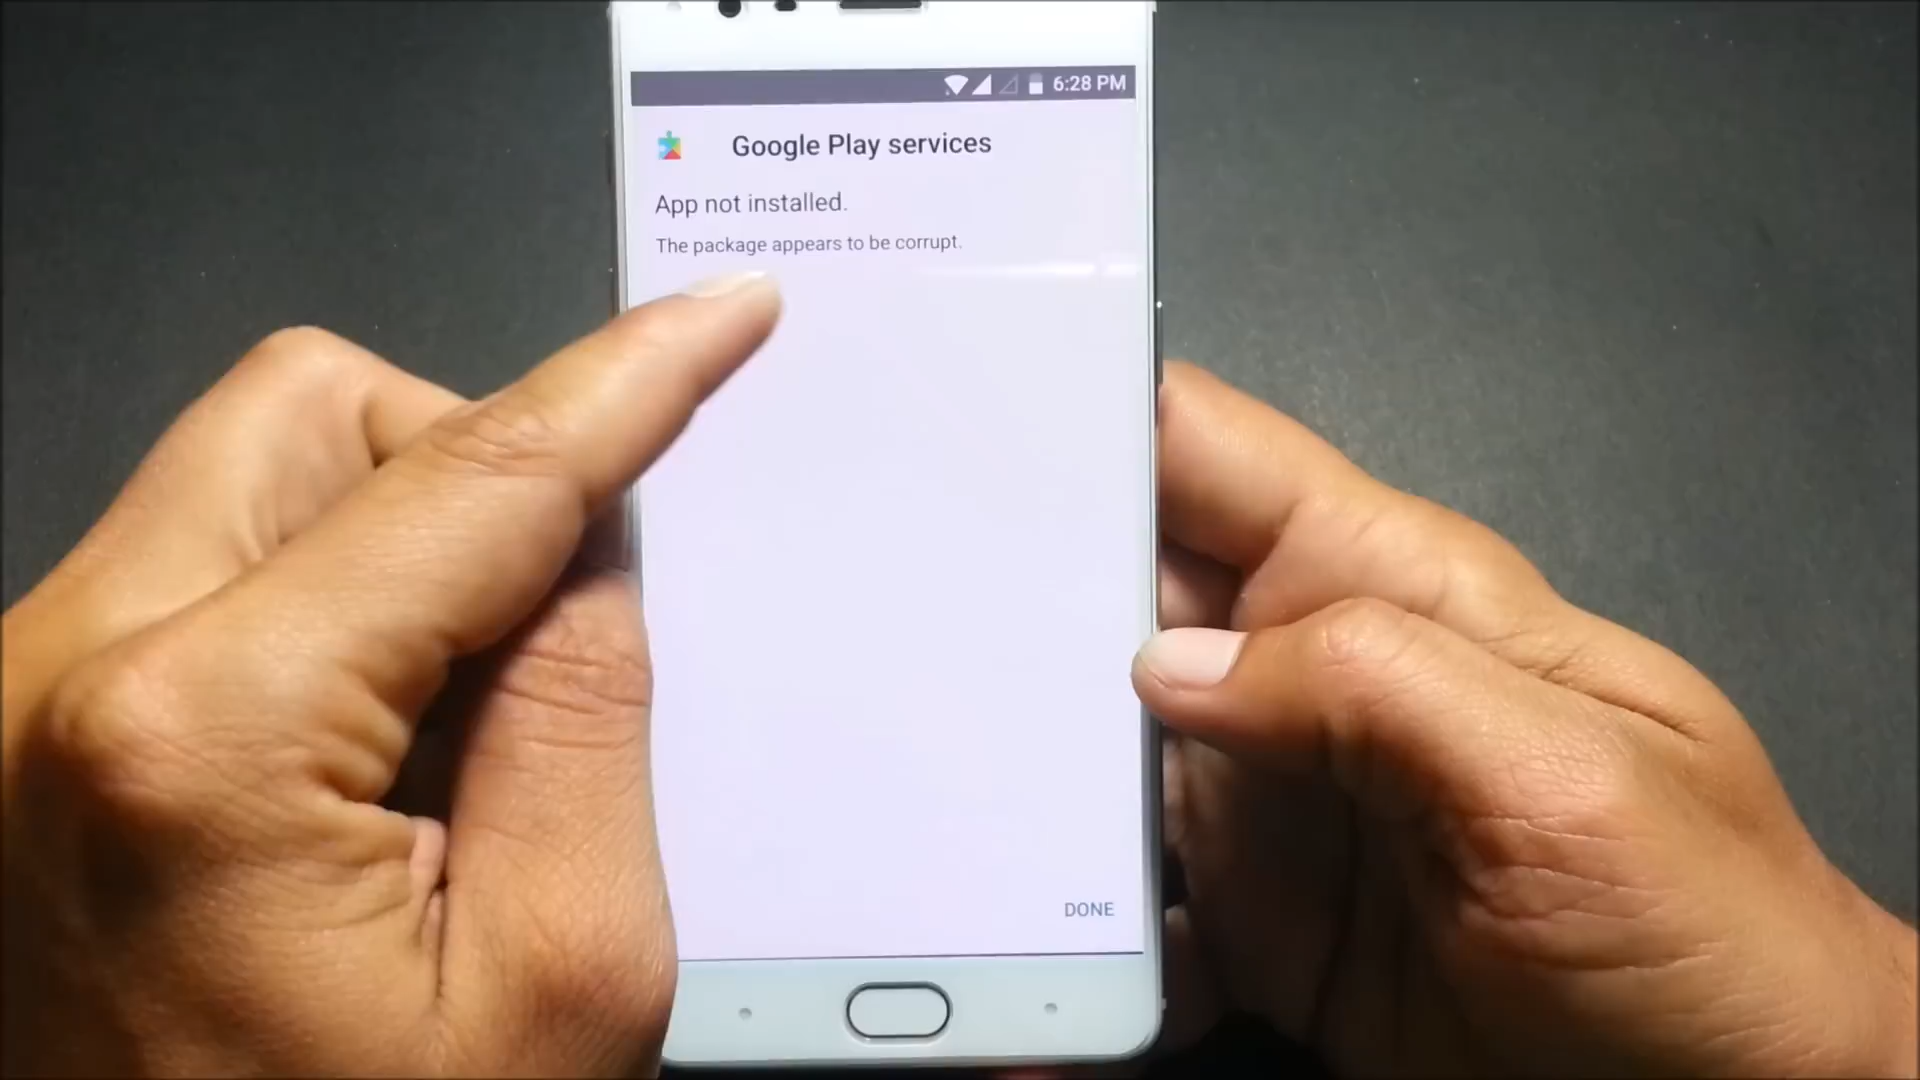 6:28 PM
Google Play services
App not installed.
The package appears to be corrupt.
DONE